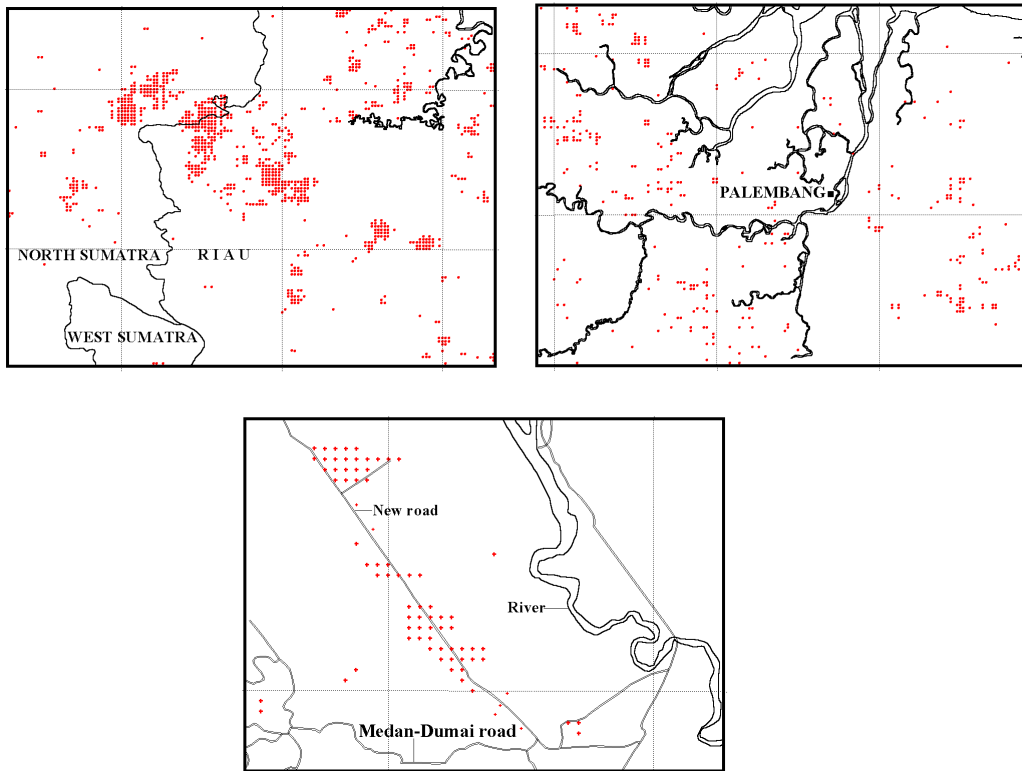 NORTH SUMATRA
R I A U
WEST SUMATRA
PALEMBANG
New road
River
Medan-Dumai road